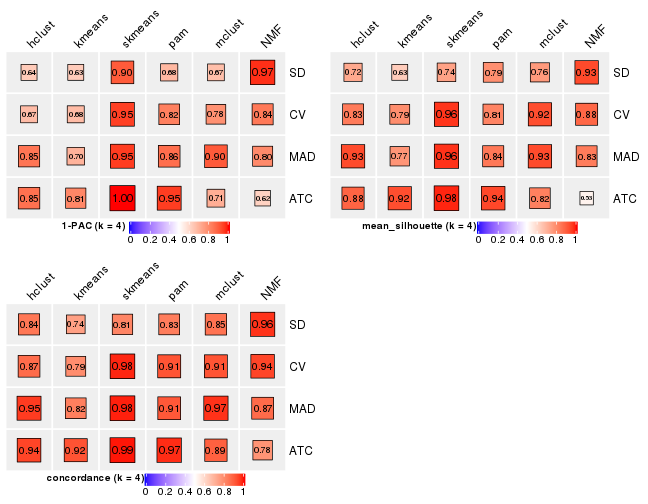 hclust kmeans skmeans pam mclust NMF
0.64 0.63 0.90 0.68 0.67 0.97 SD
0.67 0.68 0.95 0.82 0.78 0.84 CV
0.85 0.70 0.95 0.86 0.90 0.80 MAD
0.85 0.81 1.00 0.95 0.71 0.62 ATC
1-PAC (k = 4)
0 0.2 0.4 0.6 0.8 1
hclust kmeans skmeans pam mclust NMF
0.72 0.63 0.74 0.79 0.76 0.93 SD
0.83 0.79 0.96 0.81 0.92 0.88 CV
0.93 0.77 0.96 0.84 0.93 0.83 MAD
0.88 0.92 0.98 0.94 0.82 0.53 ATC
mean_silhouette (k = 4)
0 0.2 0.4 0.6 0.8 1
hclust kmeans skmeans pam mclust NMF
0.84 0.74 0.81 0.83 0.85 0.96 SD
0.87 0.79 0.98 0.91 0.91 0.94 CV
0.95 0.82 0.98 0.91 0.97 0.87 MAD
0.94 0.92 0.99 0.97 0.89 0.78 ATC
concordance (k = 4)
0 0.2 0.4 0.6 0.8 1